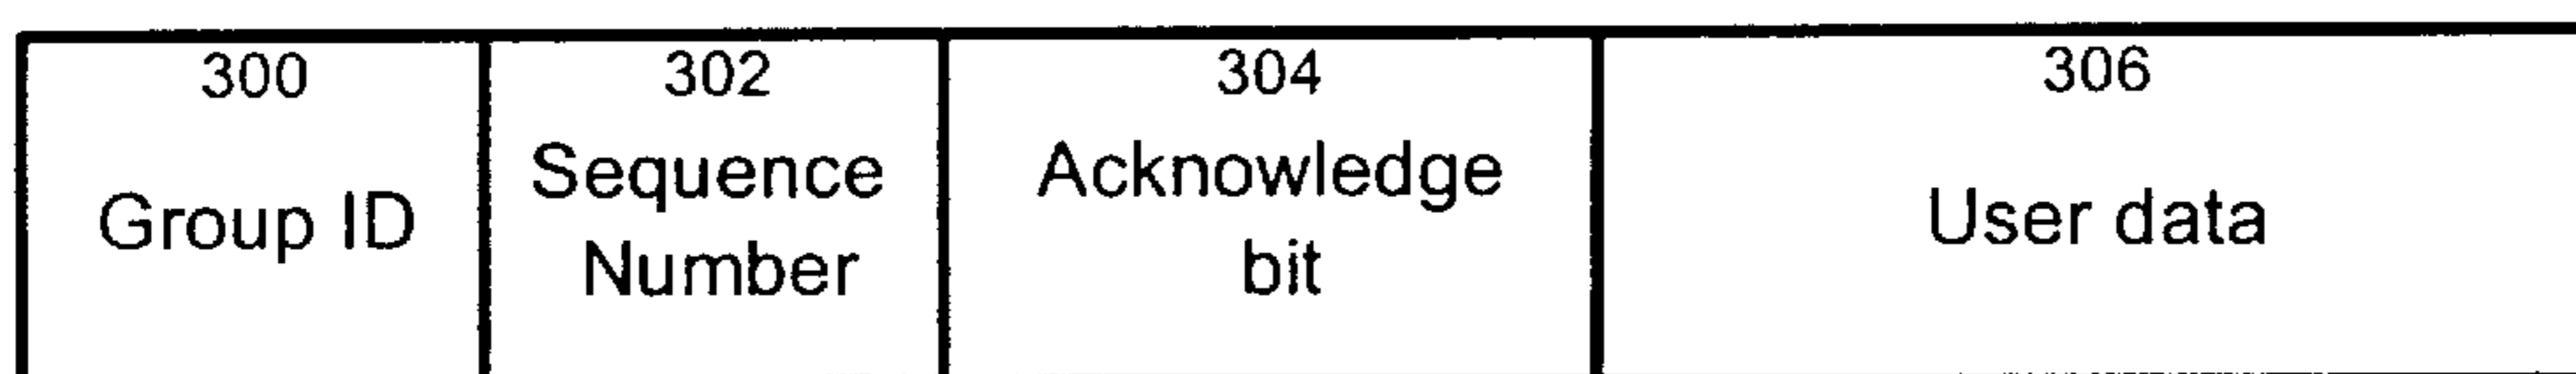 300
Group ID
302
Sequence
Number
304
Acknowledge
bit
306
User data